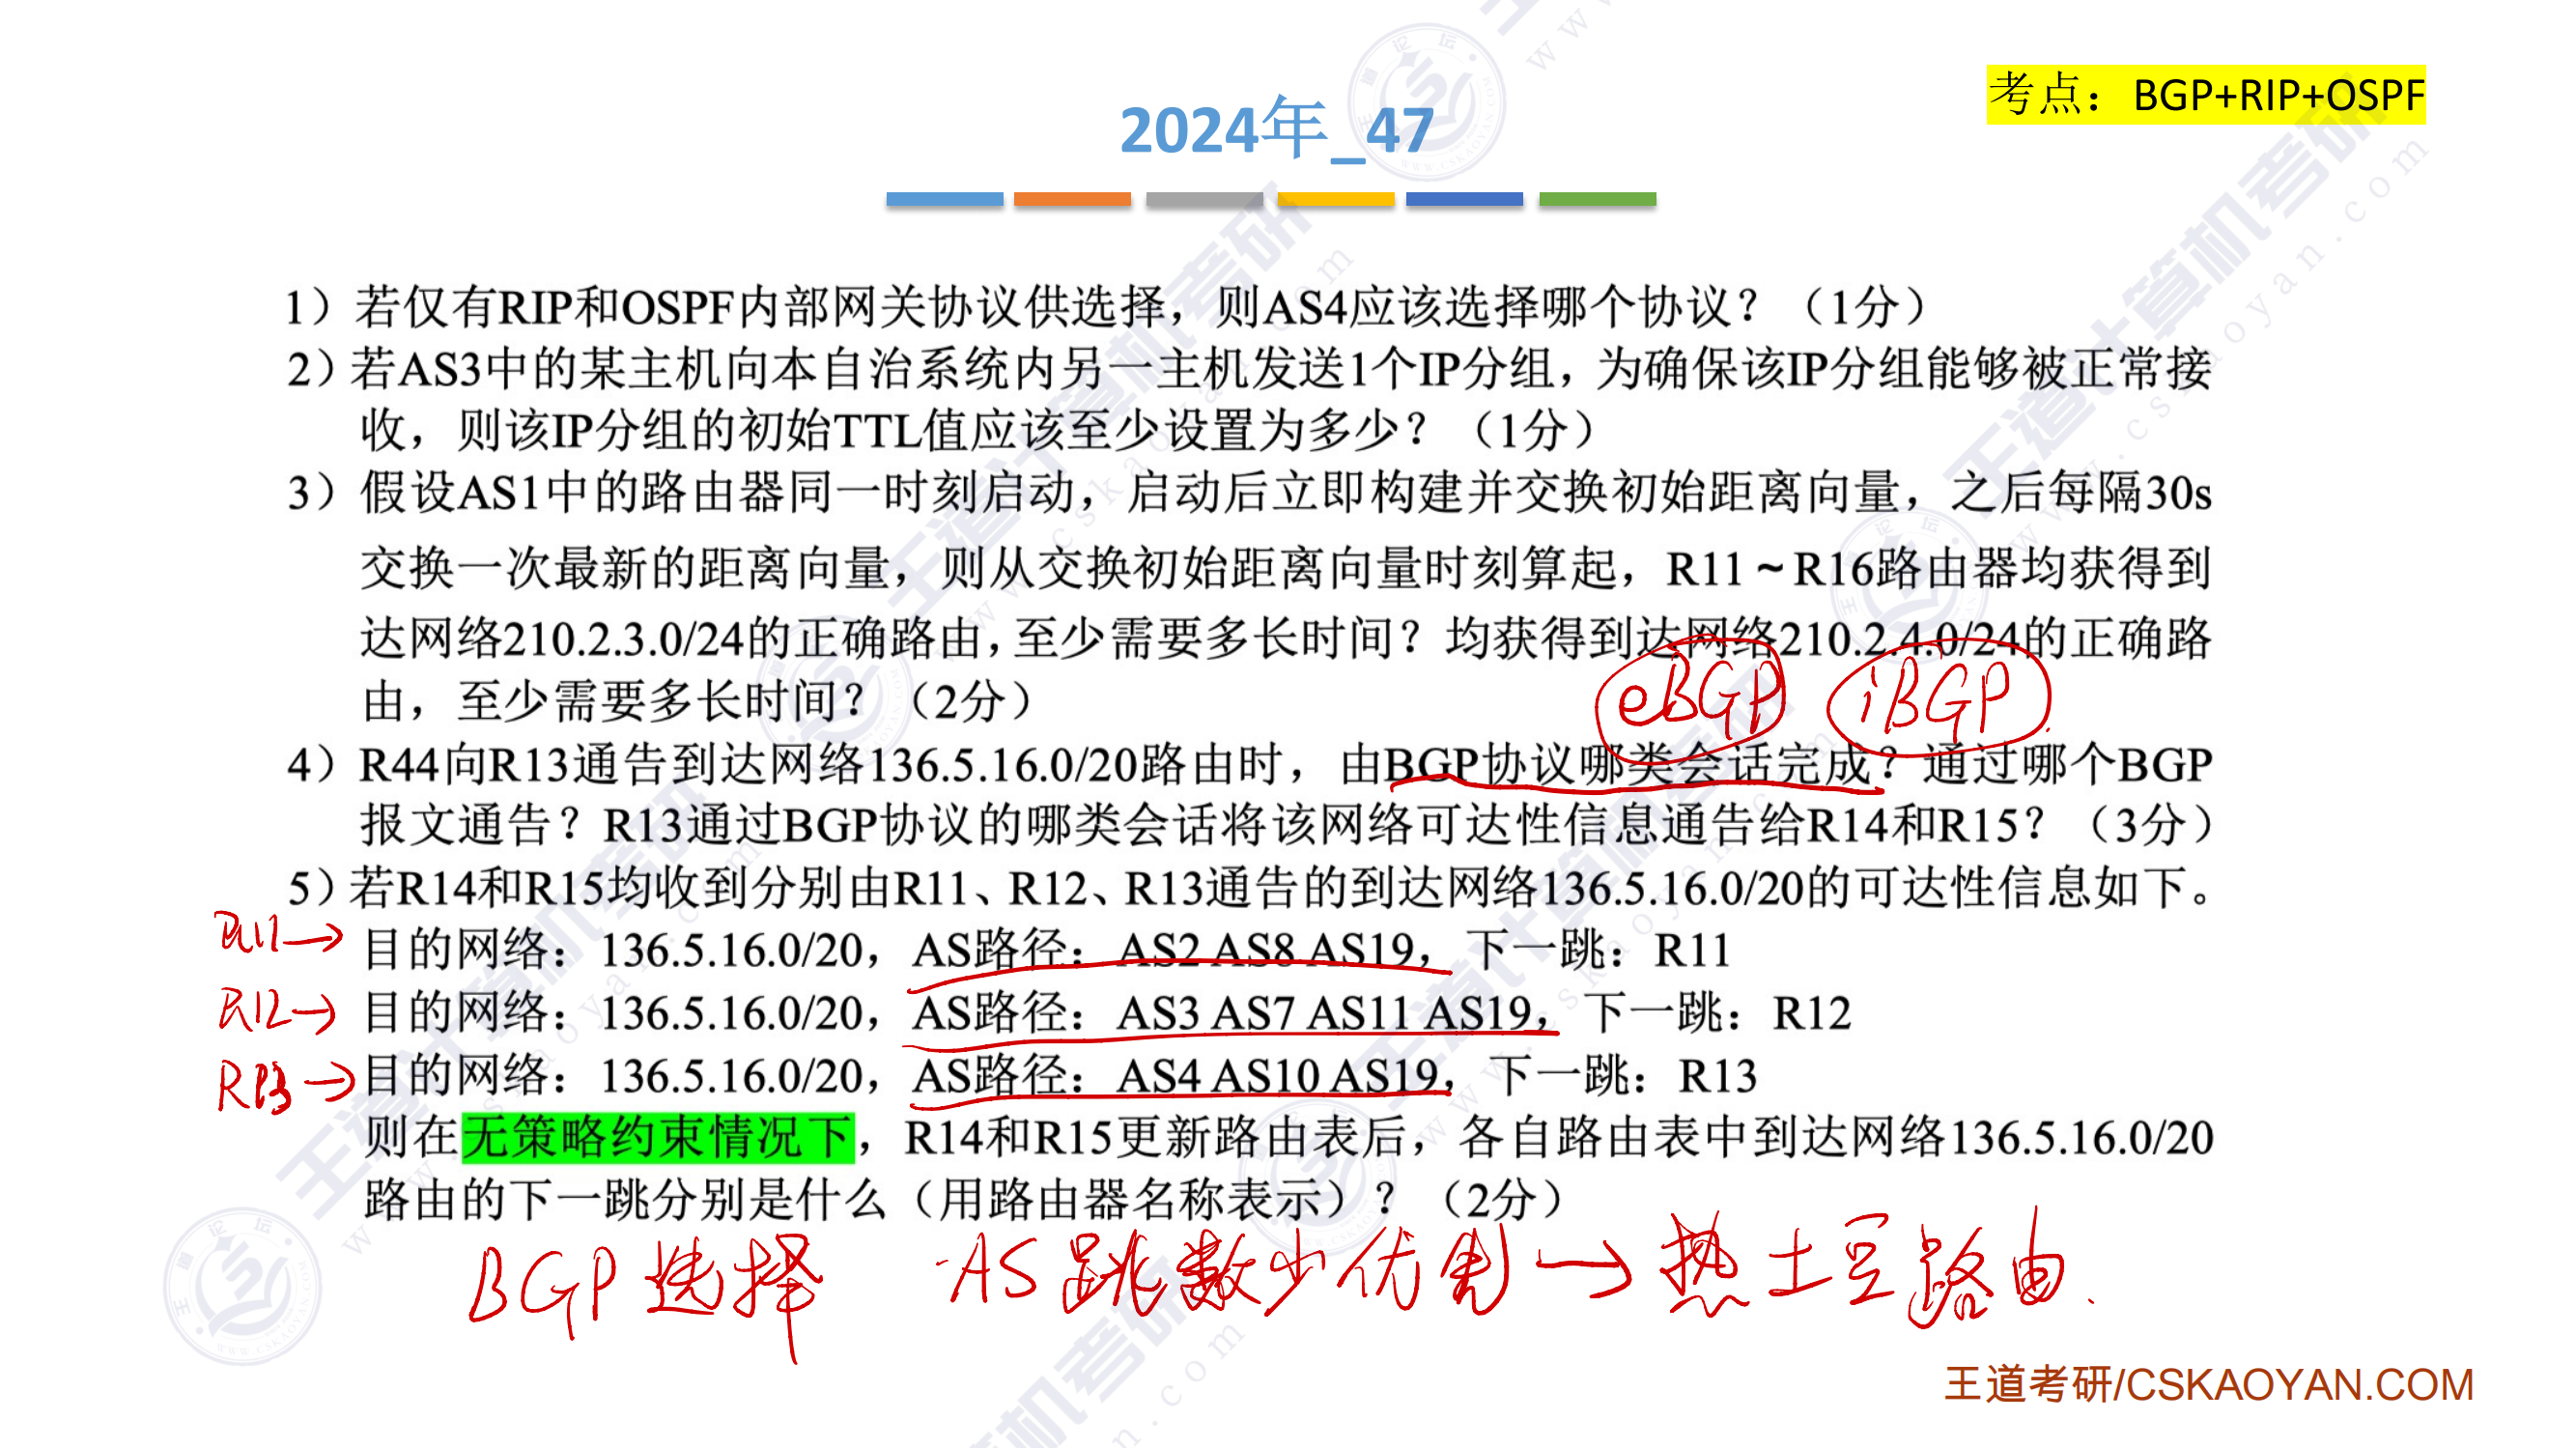 考点：BGP+RIP+OSPF
2024年_47
1）若仅有RIP和OSPF内部网关协议供选择，则AS4应该选择哪个协议？（1分）
2）若AS3中的某主机向本自治系统内另一主机发送1个IP分组，为确保该IP分组能够被正常接
收，则该IP分组的初始TTL值应该至少设置为多少？（1分）
3）假设AS1中的路由器同一时刻启动，启动后立即构建并交换初始距离向量，之后每隔30s
交换一次最新的距离向量，则从交换初始距离向量时刻算起，R11～R16路由器均获得到
达网络210.2.3.0/24的正确路由，至少需要多长时间？均获得到达网络210.2.4.0/24的正确路
由，至少需要多长时间？（2分）
eBGP iBGP
4）R44向R13通告到达网络136.5.16.0/20路由时，由BGP协议哪类会话完成？通过哪个BGP
报文通告？R13通过BGP协议的哪类会话将该网络可达性信息通告给R14和R15？（3分）
5）若R14和R15均收到分别由R11、R12、R13通告的到达网络136.5.16.0/20的可达性信息如下。
R11→ 目的网络：136.5.16.0/20，AS路径：AS2 AS8 AS19，下一跳：R11
R12→ 目的网络：136.5.16.0/20，AS路径：AS3 AS7 AS11 AS19，下一跳：R12
R13→ 目的网络：136.5.16.0/20，AS路径：AS4 AS10 AS19，下一跳：R13
则在无策略约束情况下，R14和R15更新路由表后，各自路由表中到达网络136.5.16.0/20
路由的下一跳分别是什么（用路由器名称表示）？（2分）
BGP选择 AS跳数少优先→热土豆路由.
王道考研/CSKAOYAN.COM
王道计算机考研
www.cskaoyan.com